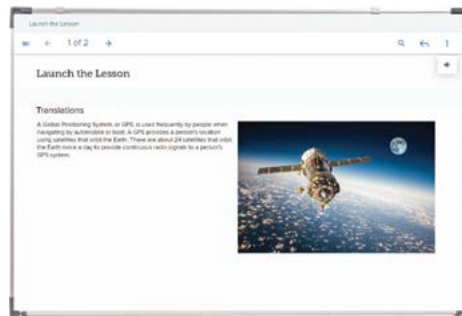 Launch the Lesson
1 of 2
Launch the Lesson
Translations
A Global Positioning System, or GPS, is used frequently by people when
navigating by automobile or boat. A GPS provides a person's location
using satellites that orbit the Earth. There are about 24 satellites that orbit
the Earth twice a day to provide continuous radio signals to a person's
GPS system.